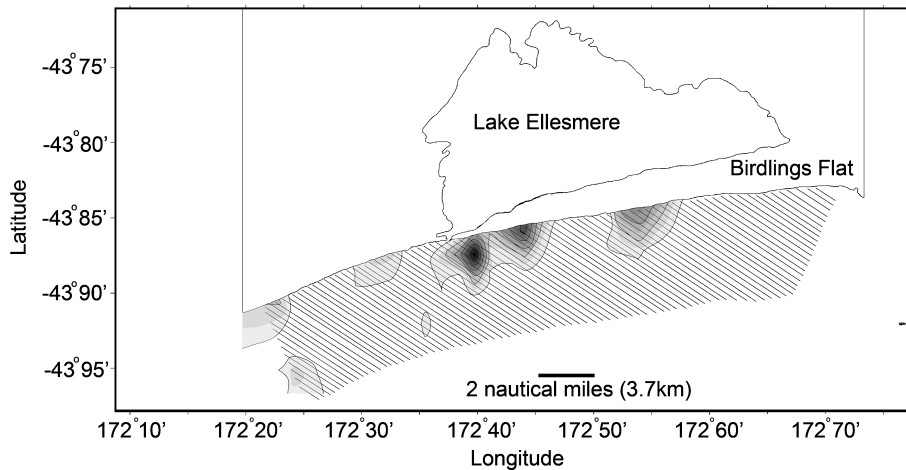 -43°75'
Lake Ellesmere
-43°80'
Birdlings Flat
-43°85'
Latitude
-43°90'
-43°95'
2 nautical miles (3.7km)
172°10' 172°20' 172°30' 172°40' 172°50' 172°60' 172°70'
Longitude